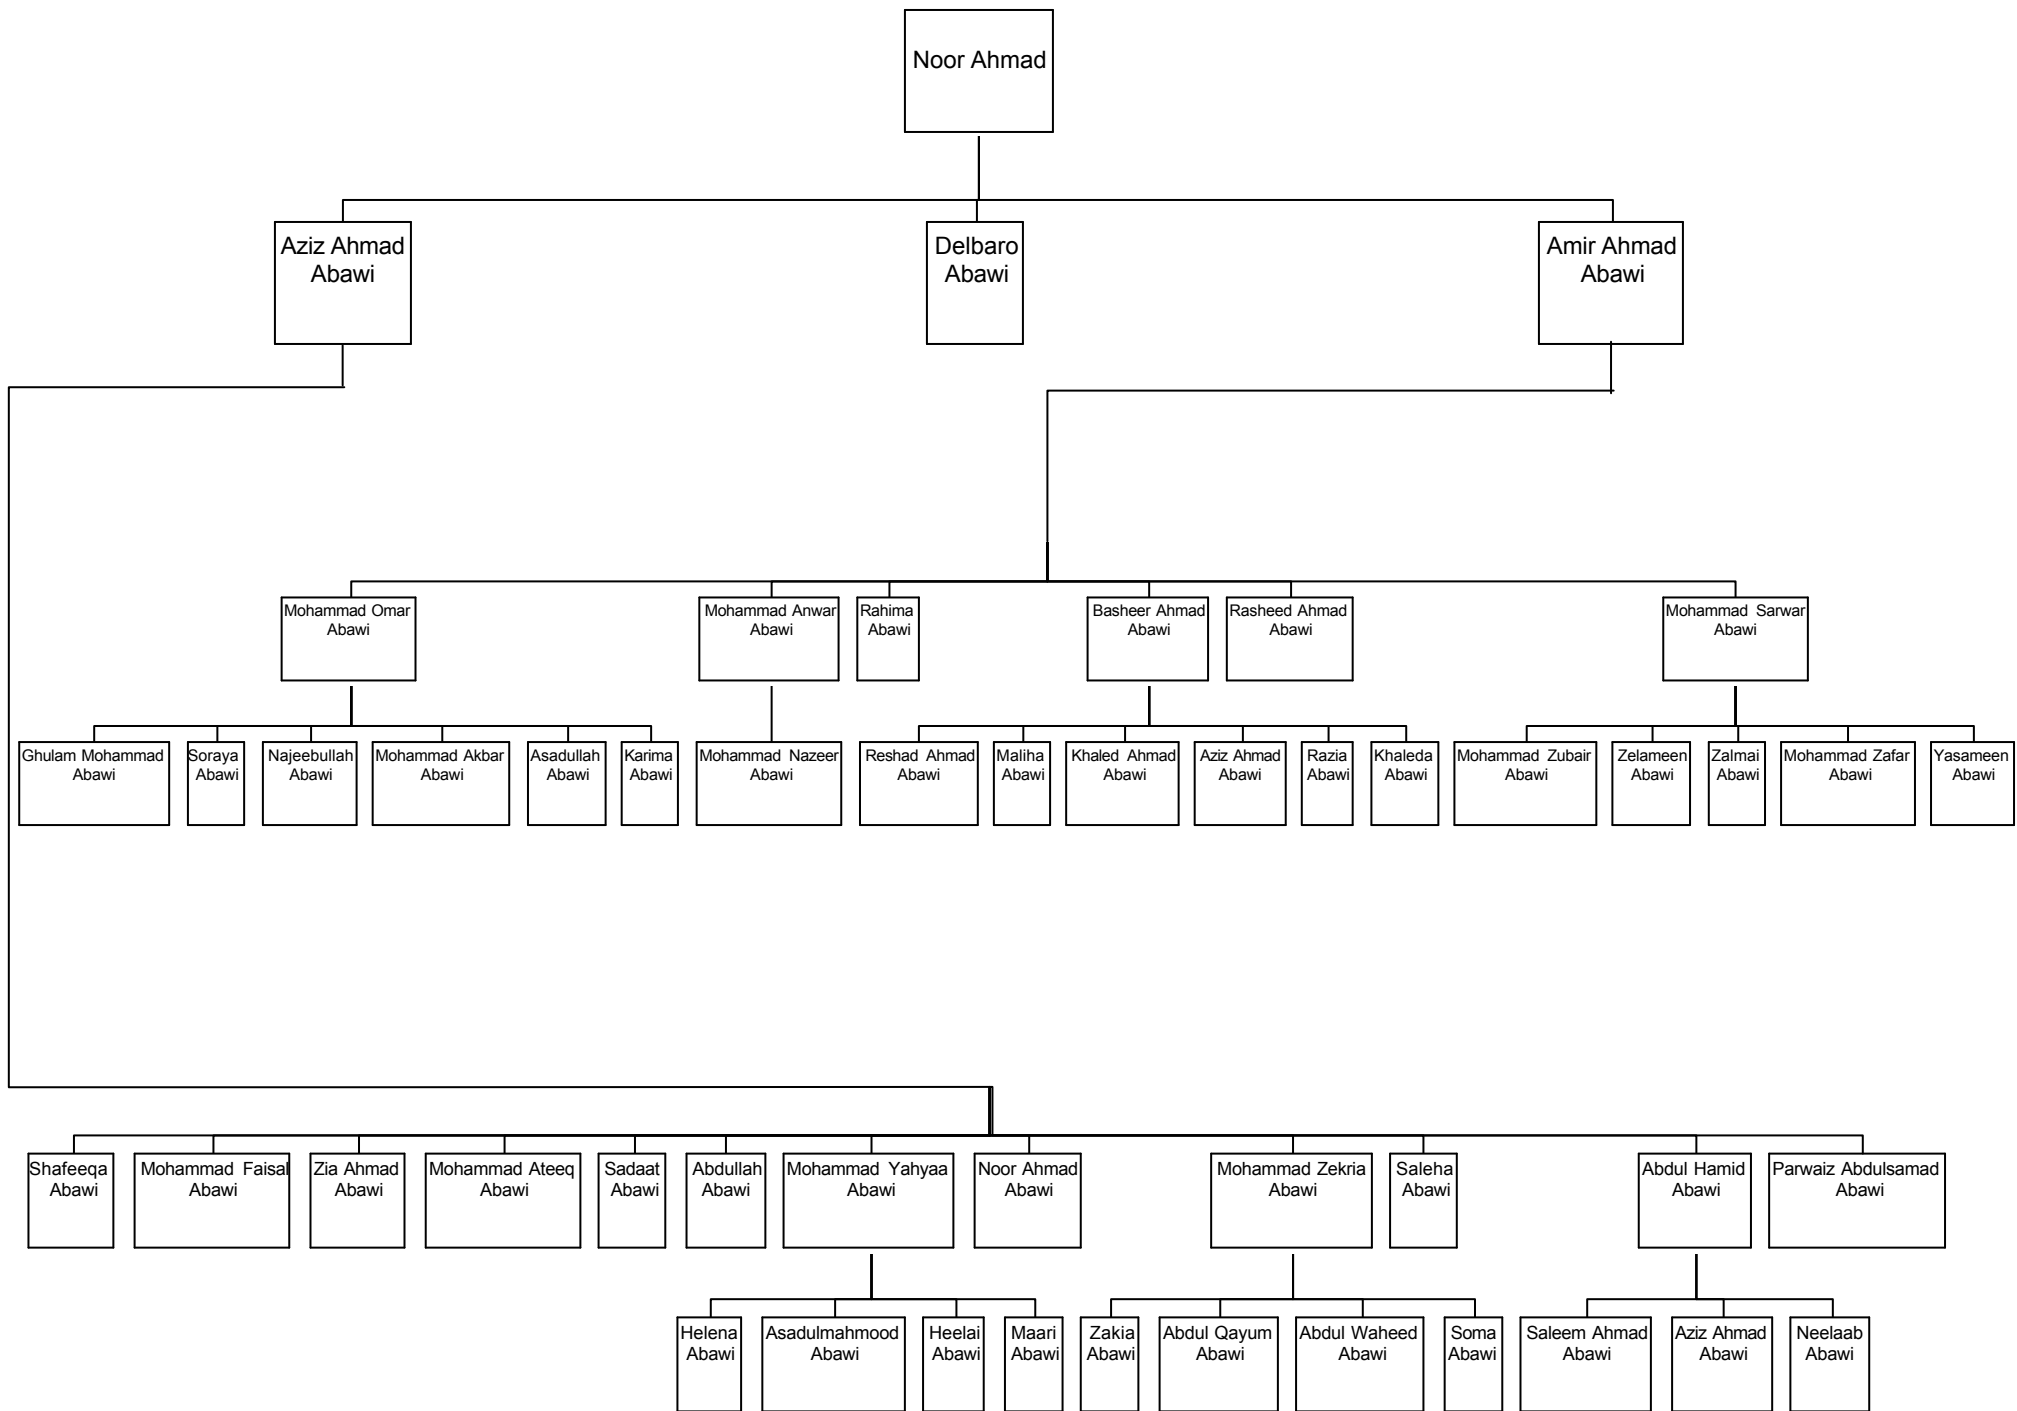 Noor Ahmad
Aziz Ahmad
Abawi
Delbaro
Abawi
Amir Ahmad
Abawi
Mohammad Omar
Abawi
Mohammad Anwar
Abawi
Rahima
Abawi
Basheer Ahmad
Abawi
Rasheed Ahmad
Abawi
Mohammad Sarwar
Abawi
Ghulam Mohammad
Abawi
Soraya
Abawi
Najeebullah
Abawi
Mohammad Akbar
Abawi
Asadullah
Abawi
Karima
Abawi
Mohammad Nazeer
Abawi
Reshad Ahmad
Abawi
Maliha
Abawi
Khaled Ahmad
Abawi
Aziz Ahmad
Abawi
Razia
Abawi
Khaleda
Abawi
Mohammad Zubair
Abawi
Zelameen
Abawi
Zalmai
Abawi
Mohammad Zafar
Abawi
Yasameen
Abawi
Shafeeqa
Abawi
Mohammad Faisal
Abawi
Zia Ahmad
Abawi
Mohammad Ateeq
Abawi
Sadaat
Abawi
Abdullah
Abawi
Mohammad Yahyaa
Abawi
Noor Ahmad
Abawi
Mohammad Zekria
Abawi
Saleha
Abawi
Abdul Hamid
Abawi
Parwaiz Abdulsamad
Abawi
Helena
Abawi
Asadulmahmood
Abawi
Heelai
Abawi
Maari
Abawi
Zakia
Abawi
Abdul Qayum
Abawi
Abdul Waheed
Abawi
Soma
Abawi
Saleem Ahmad
Abawi
Aziz Ahmad
Abawi
Neelaab
Abawi